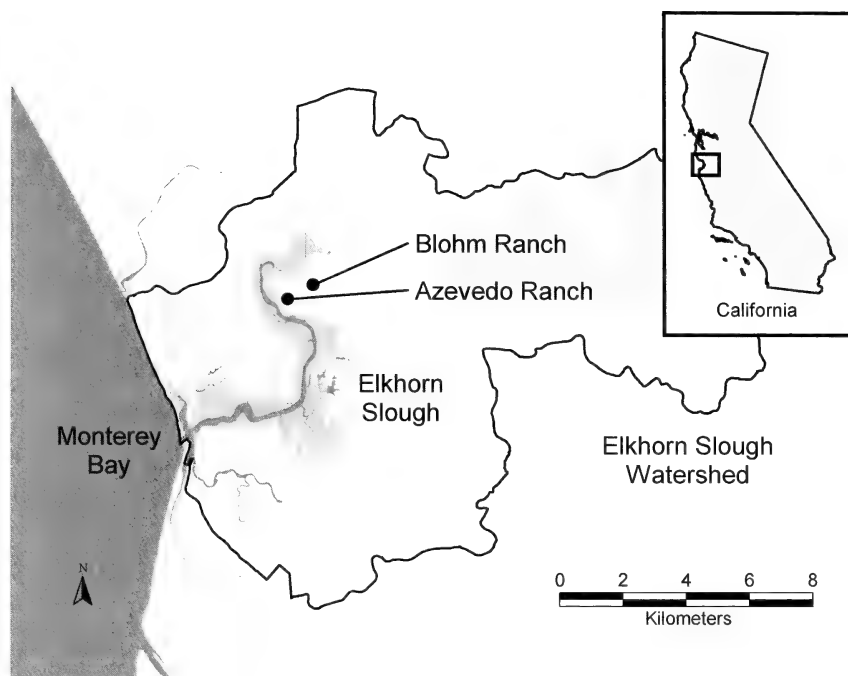 California
Blohm Ranch
Azevedo Ranch
Elkhorn
Slough
Monterey
Bay
Elkhorn Slough
Watershed
N
0 2 4 6 8
Kilometers